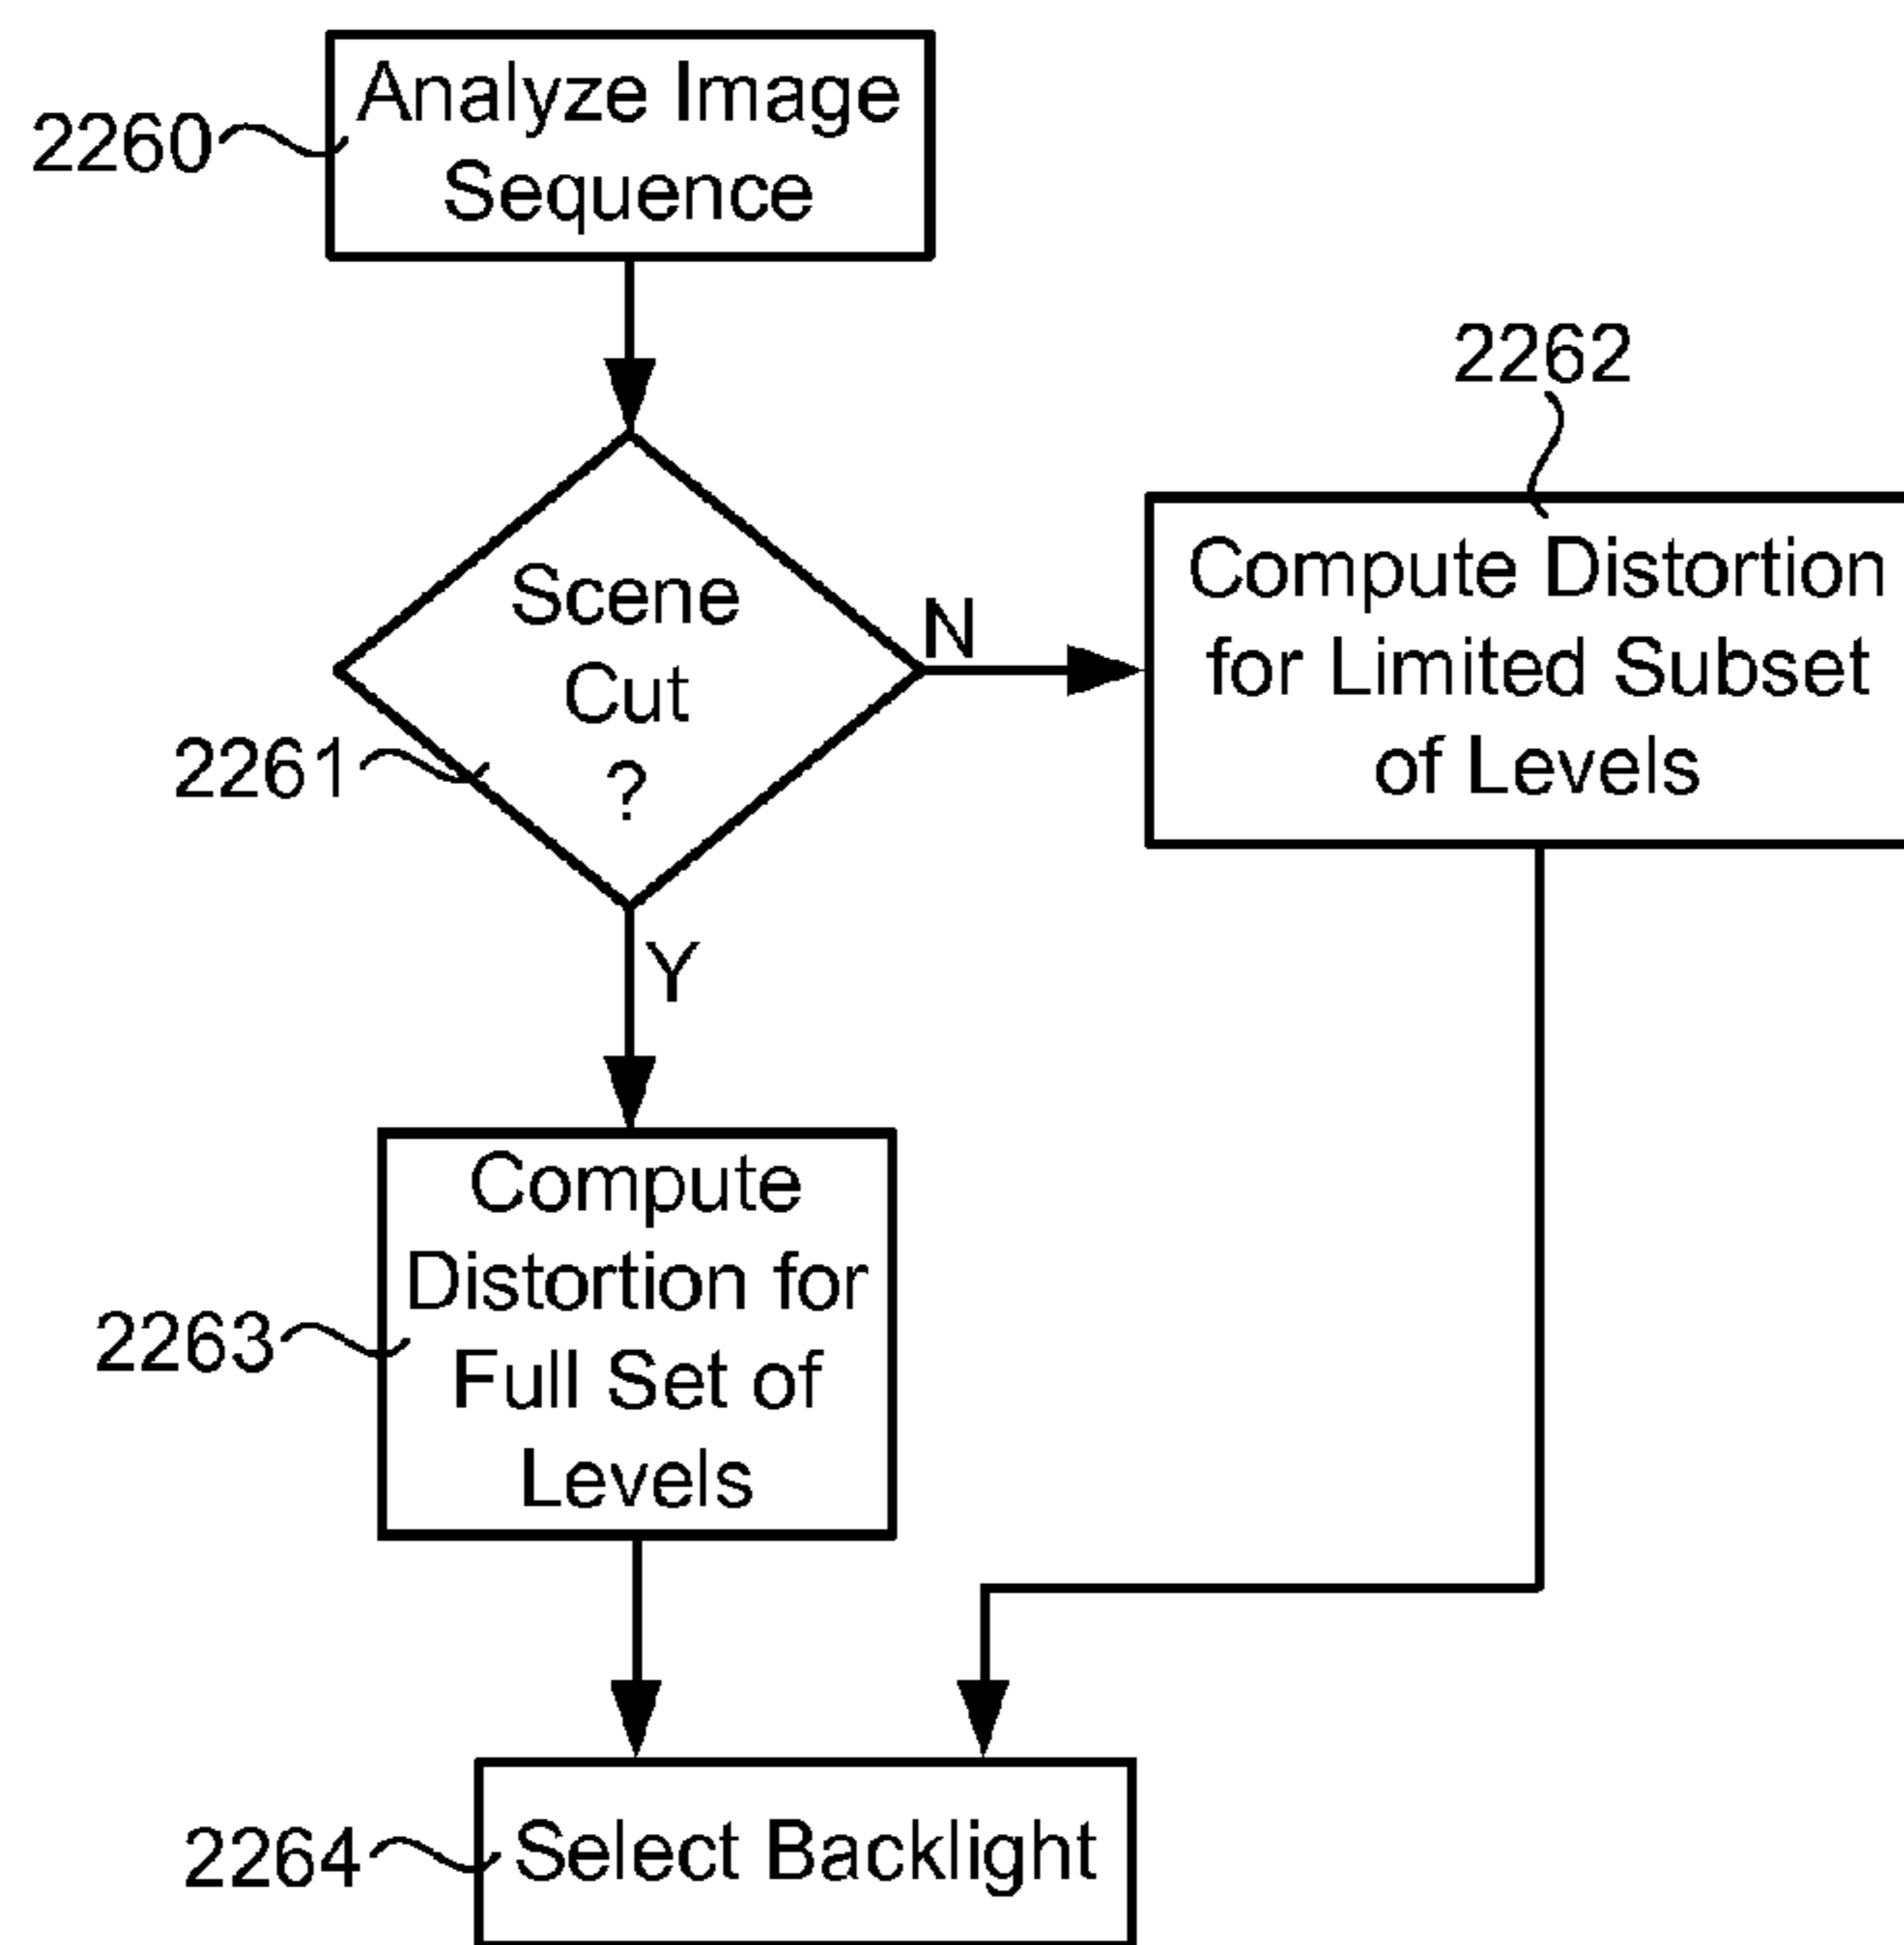 Analyze Image
Sequence
2260
2262
Scene
Cut
?
2261
N
Compute Distortion
for Limited Subset
of Levels
Y
Compute
Distortion for
Full Set of
Levels
2263
Select Backlight
2264